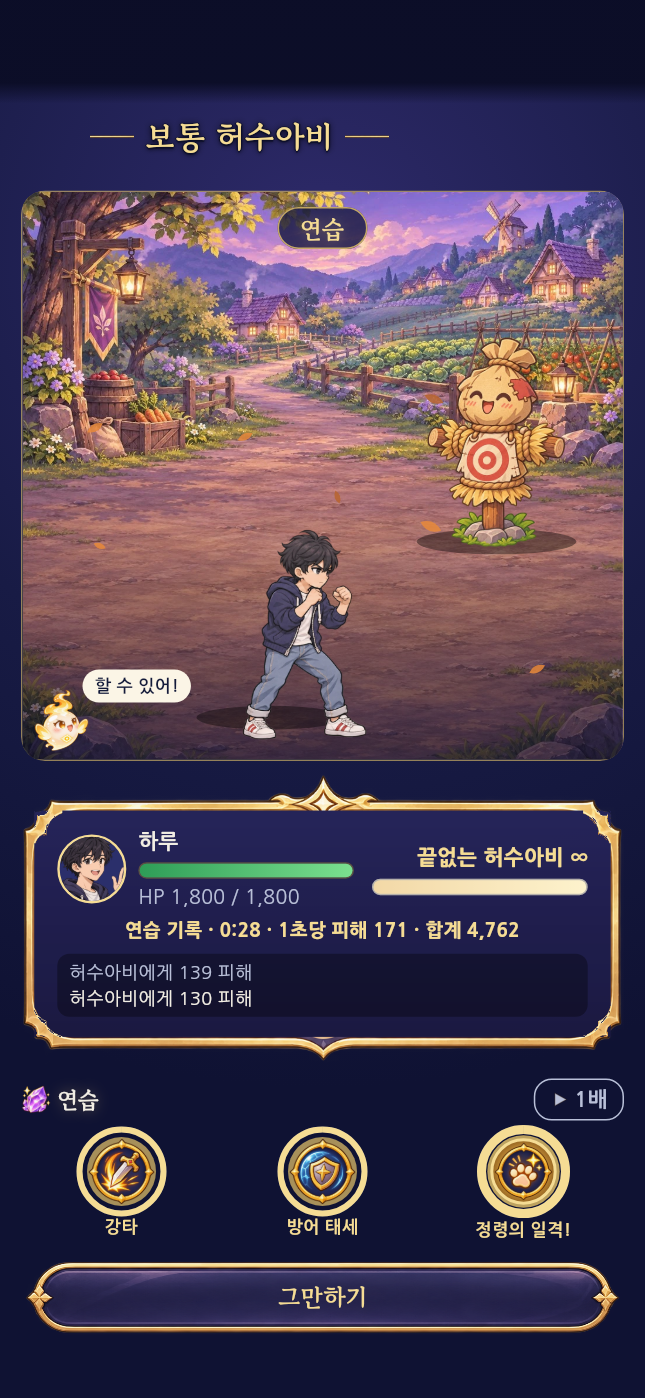 보통 허수아비
연습
할 수 있어!
하루
HP 1,800 / 1,800
끝없는 허수아비 ∞
연습 기록 · 0:28 · 1초당 피해 171 · 합계 4,762
허수아비에게 139 피해
허수아비에게 130 피해
연습
▶ 1배
강타
방어 태세
정령의 일격!
그만하기